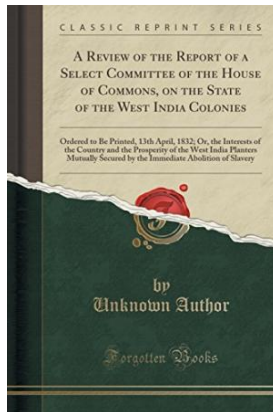 CLASSIC REPRINT SERIES
A Review of the Report of a
Select Committee of the House
of Commons, on the State
of the West India Colonies
Ordered to Be Printed, 13th April, 1832; Or, the Interests of
the Country and the Prosperity of the West India Planters
Mutually Secured by the Immediate Abolition of Slavery
by
Unknown Author
Forgotten Books